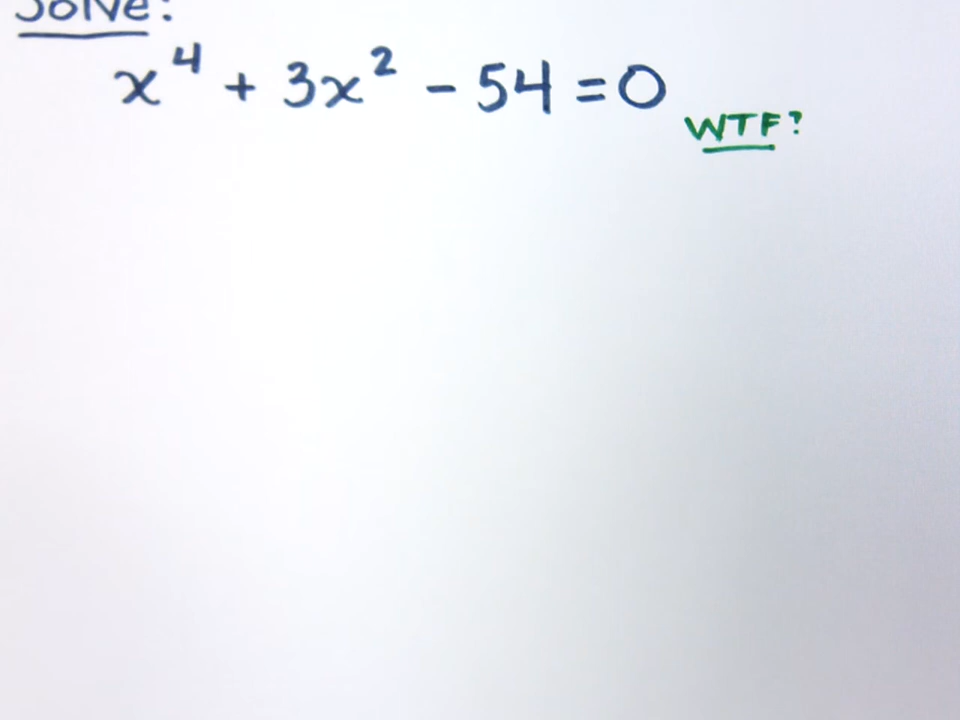 SOLVE:
x⁴ + 3x² - 54 = 0
WTF?